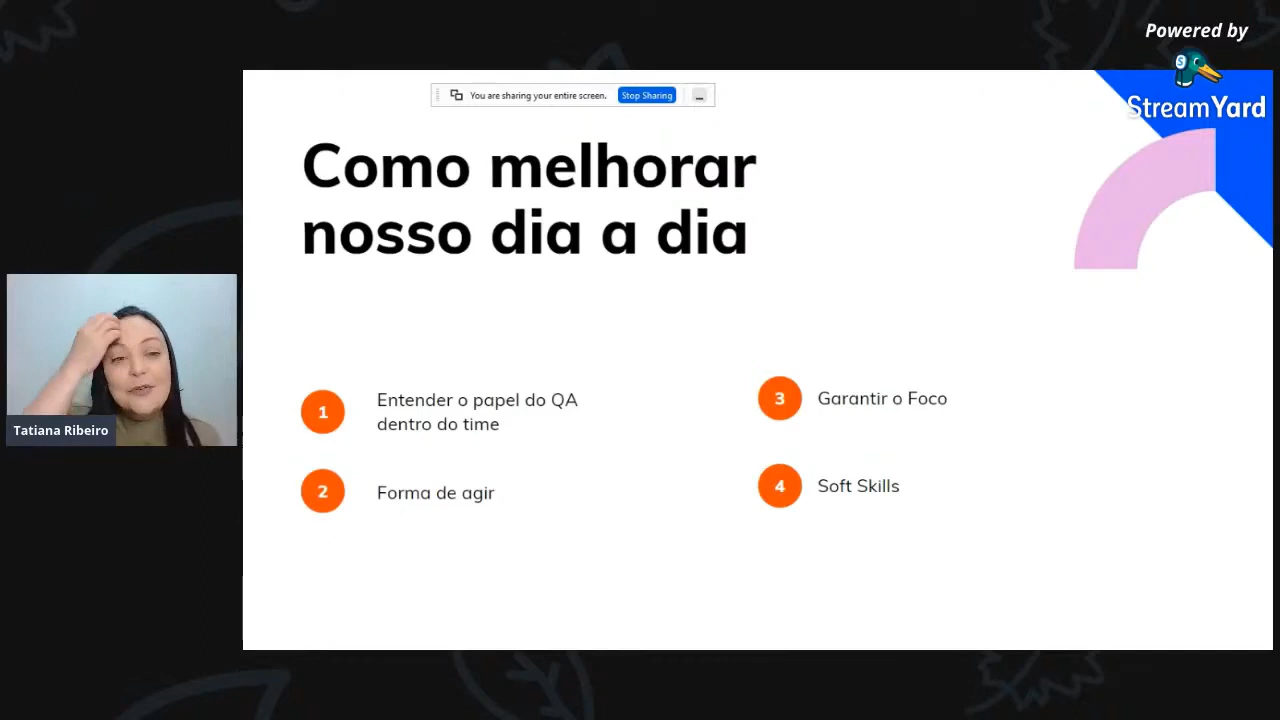 Powered by
StreamYard
You are sharing your entire screen.
Stop Sharing
Como melhorar
nosso dia a dia
1
Entender o papel do QA
dentro do time
2
Forma de agir
3
Garantir o Foco
4
Soft Skills
Tatiana Ribeiro